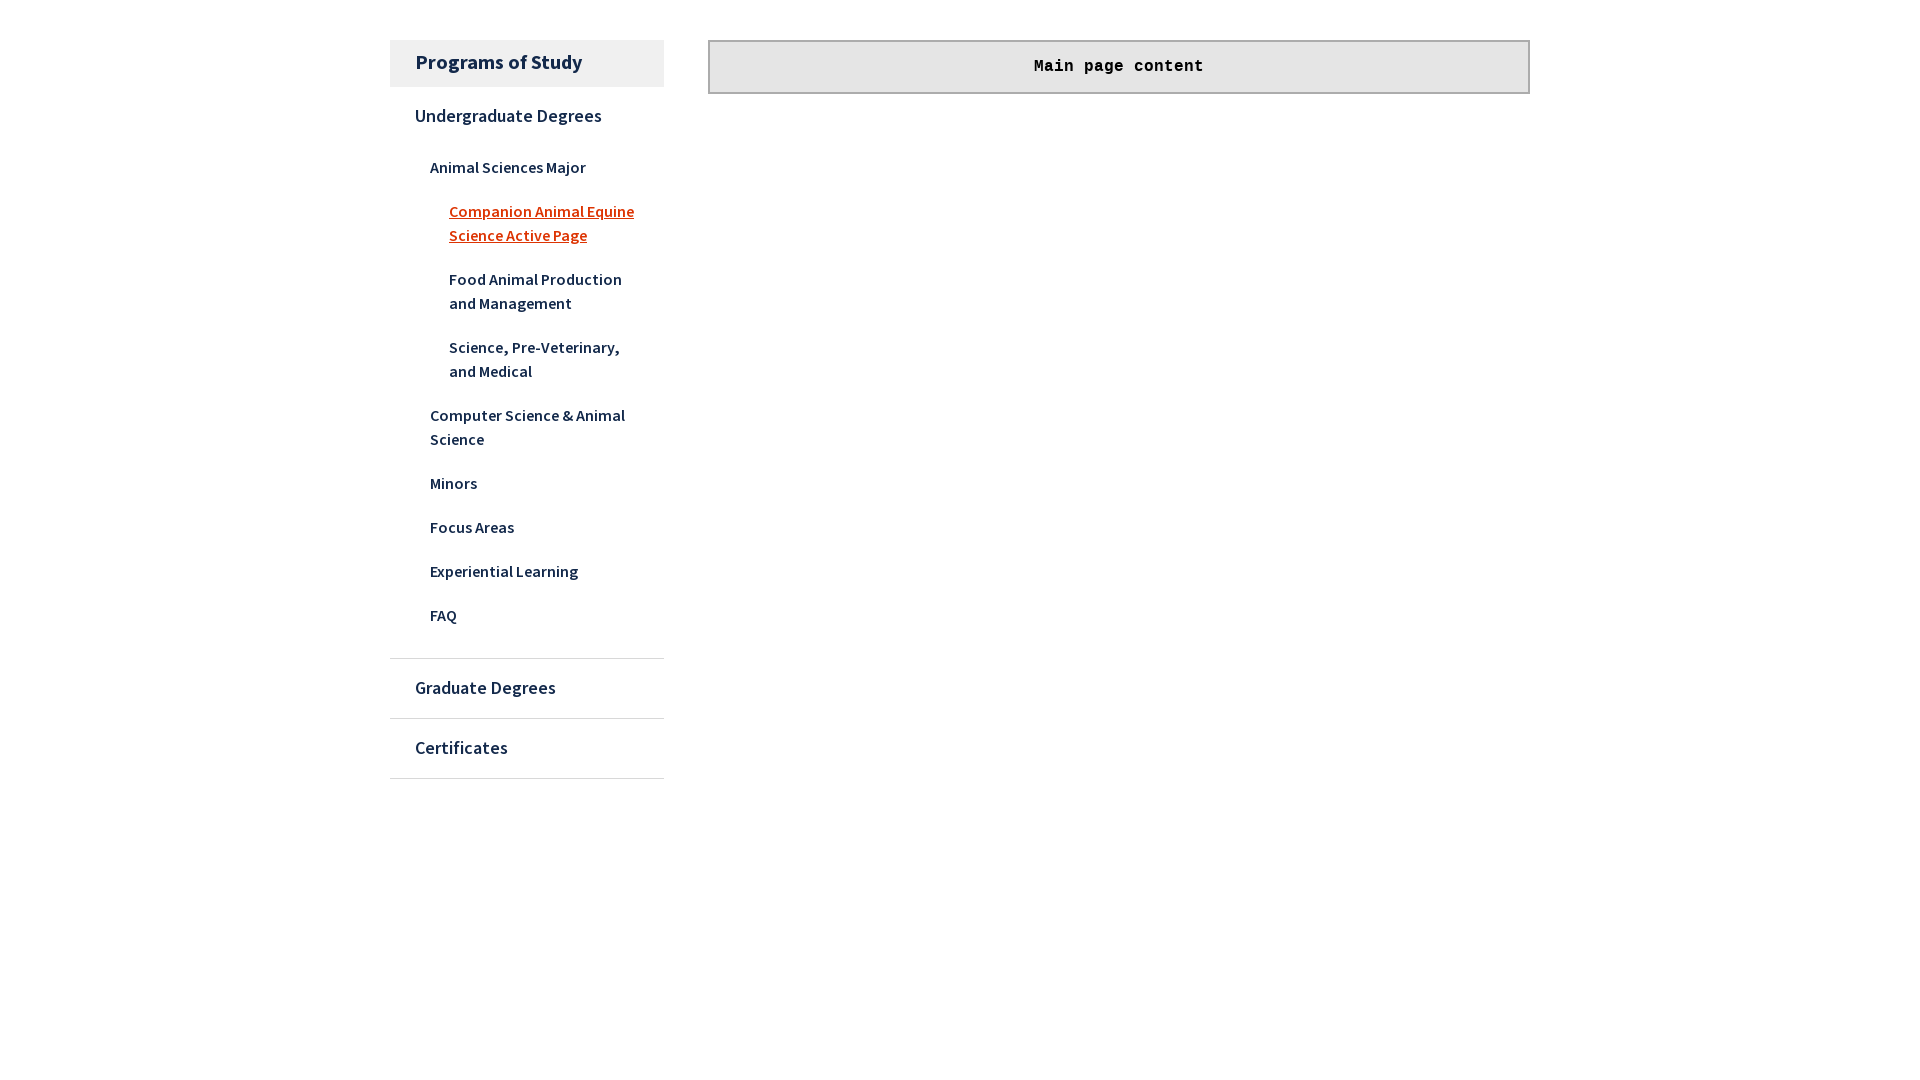 Programs of Study
Undergraduate Degrees
Animal Sciences Major
Companion Animal Equine
Science Active Page
Food Animal Production
and Management
Science, Pre-Veterinary,
and Medical
Computer Science & Animal
Science
Minors
Focus Areas
Experiential Learning
FAQ
Graduate Degrees
Certificates
Main page content